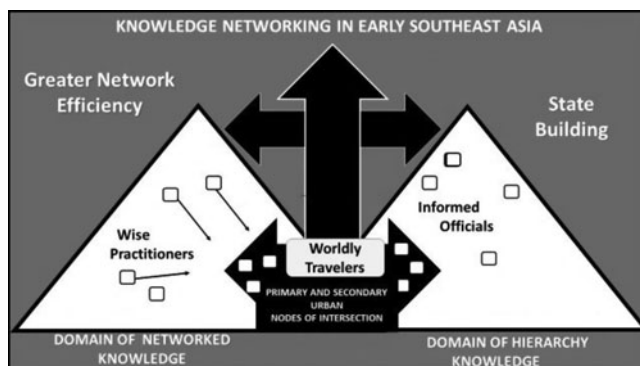 KNOWLEDGE NETWORKING IN EARLY SOUTHEAST ASIA
Greater Network
Efficiency
State
Building
Wise
Practitioners
Informed
Officials
Worldly
Travelers
PRIMARY AND SECONDARY
URBAN
NODES OF INTERSECTION
DOMAIN OF NETWORKED
KNOWLEDGE
DOMAIN OF HIERARCHY
KNOWLEDGE